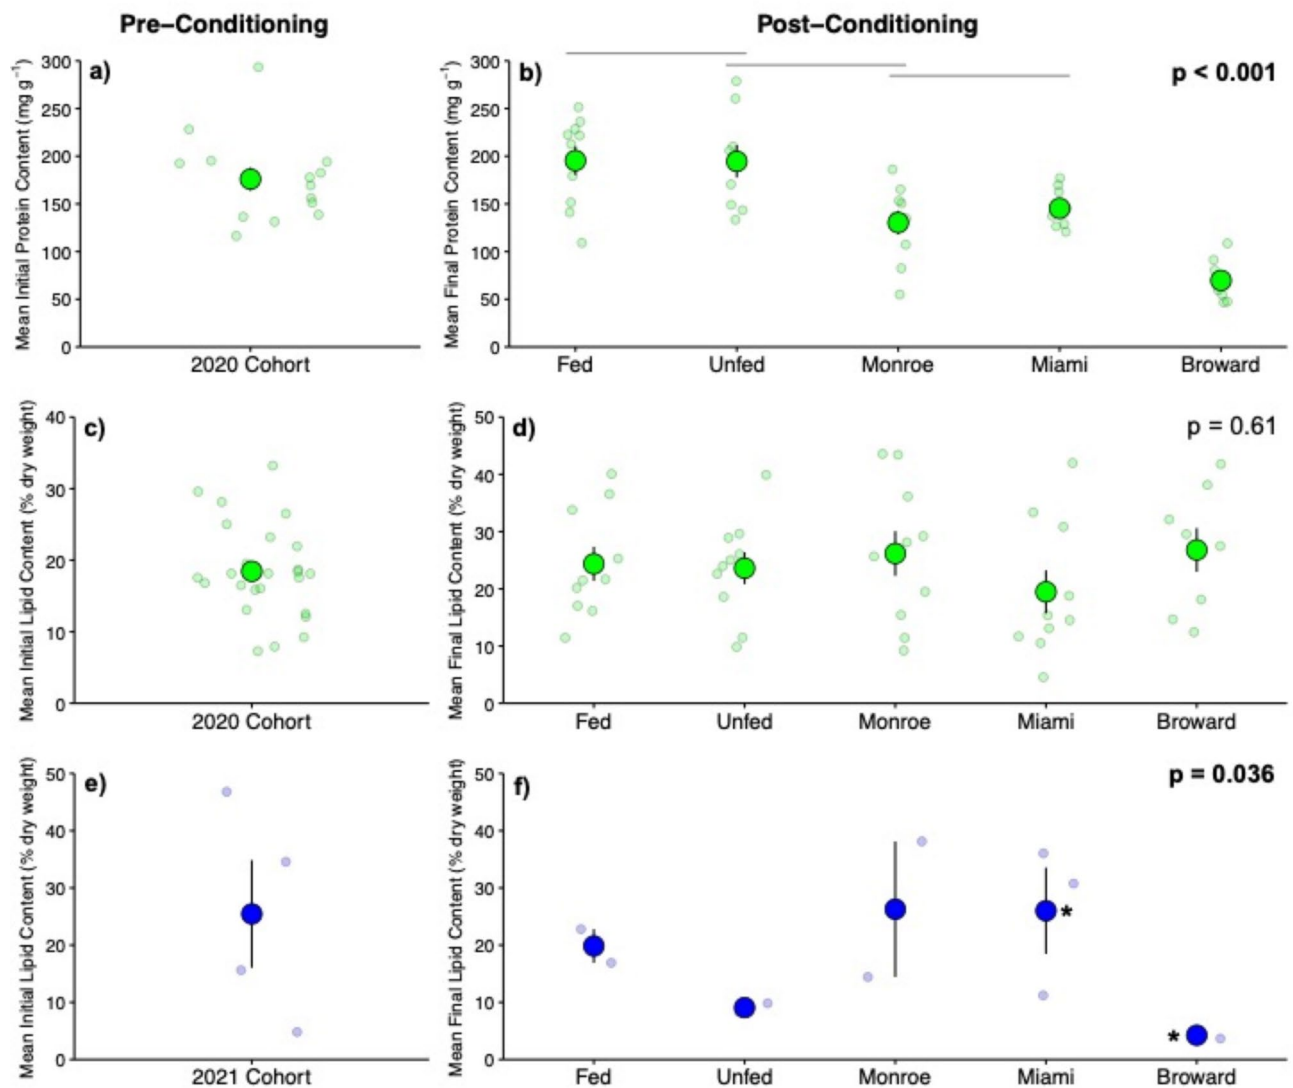 Pre–Conditioning
Post–Conditioning
a)
Mean Initial Protein Content (mg g⁻¹)
300
250
200
150
100
50
0
2020 Cohort
b)
p < 0.001
Mean Final Protein Content (mg g⁻¹)
300
250
200
150
100
50
0
Fed Unfed Monroe Miami Broward
c)
Mean Initial Lipid Content (% dry weight)
40
30
20
10
0
2020 Cohort
d)
p = 0.61
Mean Final Lipid Content (% dry weight)
50
40
30
20
10
0
Fed Unfed Monroe Miami Broward
e)
Mean Initial Lipid Content (% dry weight)
50
40
30
20
10
0
2021 Cohort
f)
p = 0.036
Mean Final Lipid Content (% dry weight)
50
40
30
20
10
0
*
*
Fed Unfed Monroe Miami Broward